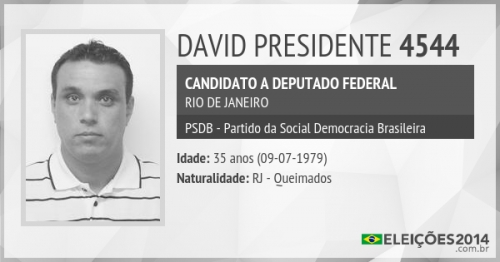 DAVID PRESIDENTE 4544
CANDIDATO A DEPUTADO FEDERAL
RIO DE JANEIRO
PSDB - Partido da Social Democracia Brasileira
Idade: 35 anos (09-07-1979)
Naturalidade: RJ - Queimados
ELEIÇÕES2014
.com.br